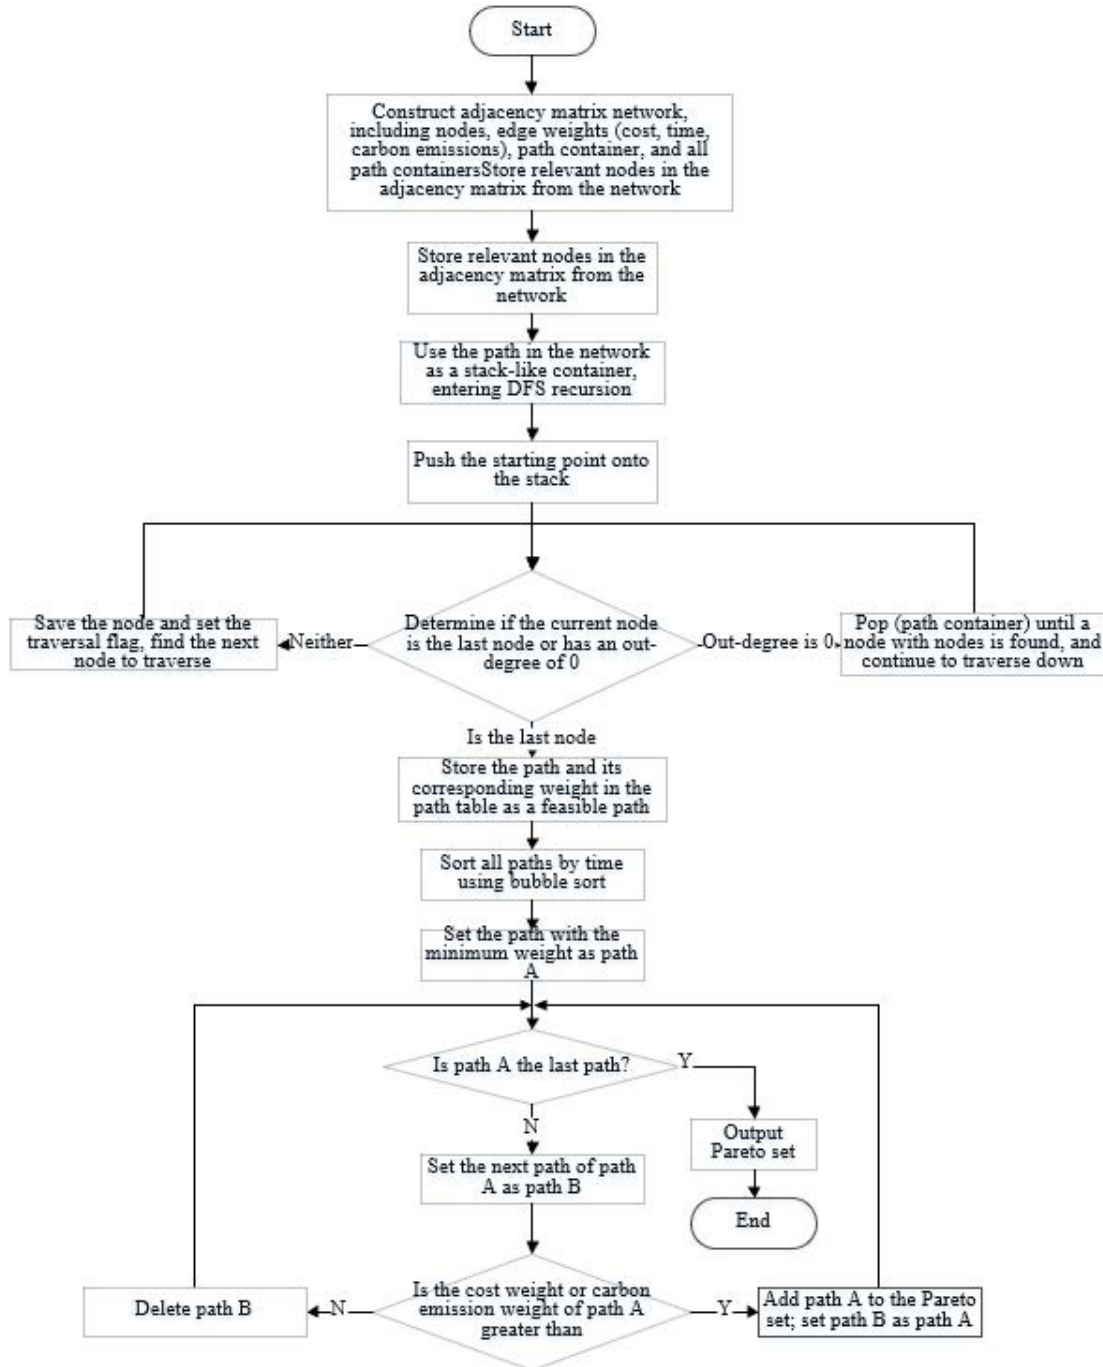 Start
Construct adjacency matrix network,
including nodes, edge weights (cost, time,
carbon emissions), path container, and all
path containersStore relevant nodes in the
adjacency matrix from the network
Store relevant nodes in the
adjacency matrix from the
network
Use the path in the network
as a stack-like container,
entering DFS recursion
Push the starting point onto
the stack
Save the node and set the
traversal flag, find the next
node to traverse
Neither
Determine if the current node
is the last node or has an out-
degree of 0
Out-degree is 0
Pop (path container) until a
node with nodes is found, and
continue to traverse down
Is the last node
Store the path and its
corresponding weight in the
path table as a feasible path
Sort all paths by time
using bubble sort
Set the path with the
minimum weight as path
A
Is path A the last path?
Y
N
Output
Pareto set
Set the next path of path
A as path B
End
Delete path B
N
Is the cost weight or carbon
emission weight of path A
greater than
Y
Add path A to the Pareto
set; set path B as path A